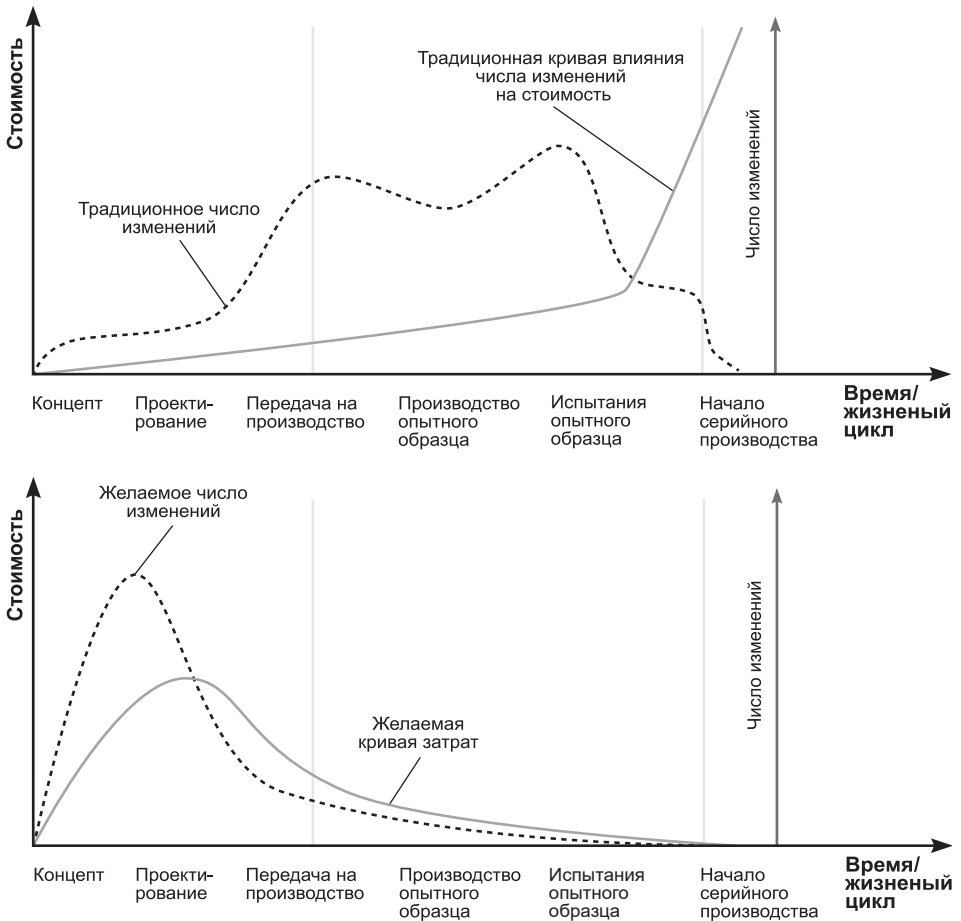 Стоимость
Традиционная кривая влияния
числа изменений
на стоимость
Традиционное число
изменений
Число изменений
Концепт
Проекти-
рование
Передача на
производство
Производство
опытного
образца
Испытания
опытного
образца
Начало
серийного
производства
Время/
жизненый
цикл
Стоимость
Желаемое число
изменений
Желаемая
кривая затрат
Число изменений
Концепт
Проекти-
рование
Передача на
производство
Производство
опытного
образца
Испытания
опытного
образца
Начало
серийного
производства
Время/
жизненый
цикл